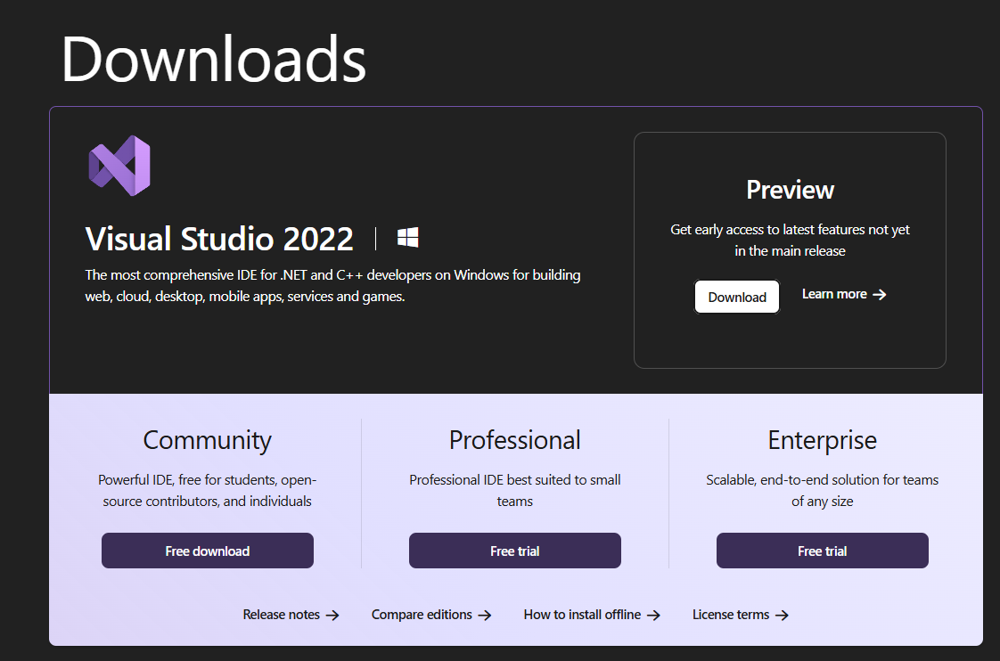 Downloads
Visual Studio 2022
The most comprehensive IDE for .NET and C++ developers on Windows for building
web, cloud, desktop, mobile apps, services and games.
Preview
Get early access to latest features not yet
in the main release
Download
Learn more
Community
Powerful IDE, free for students, open-
source contributors, and individuals
Free download
Professional
Professional IDE best suited to small
teams
Free trial
Enterprise
Scalable, end-to-end solution for teams
of any size
Free trial
Release notes
Compare editions
How to install offline
License terms